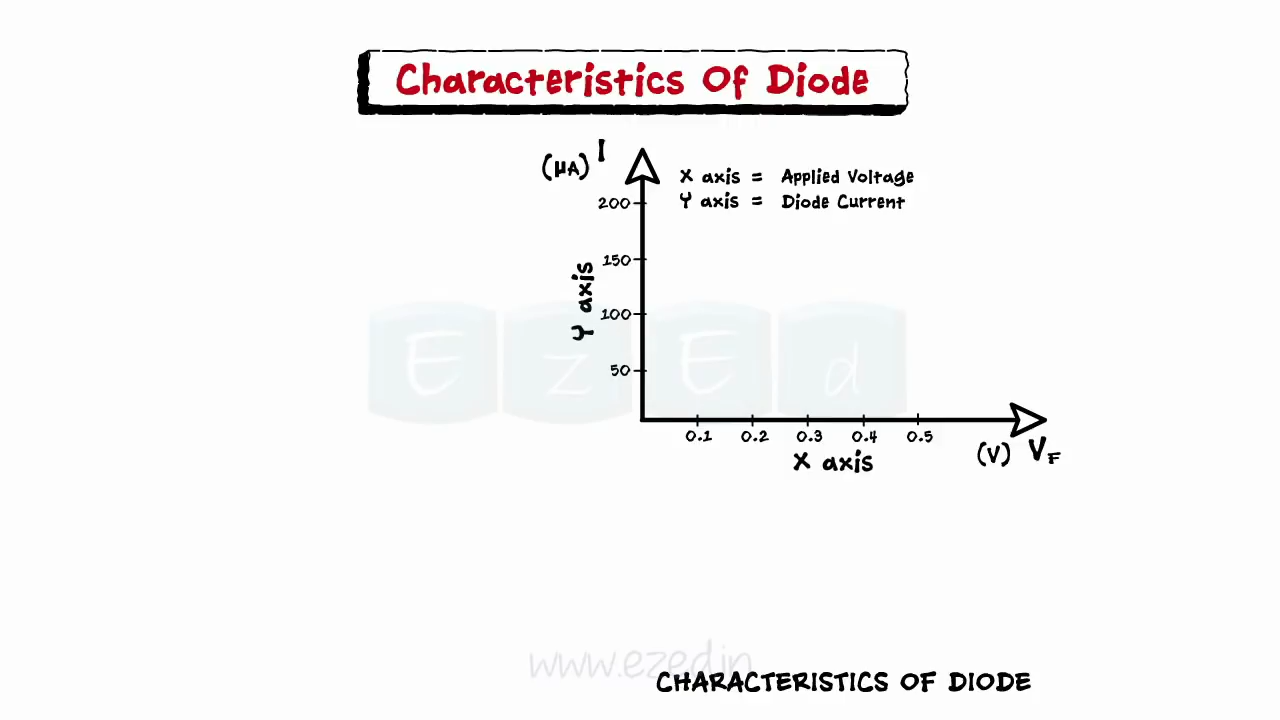 Characteristics Of Diode
(µA) I
X axis = Applied Voltage
Y axis = Diode Current
200
150
100
50
Y axis
E z E d
0.1 0.2 0.3 0.4 0.5
X axis
(V) VF
www.ezed.in
CHARACTERISTICS OF DIODE